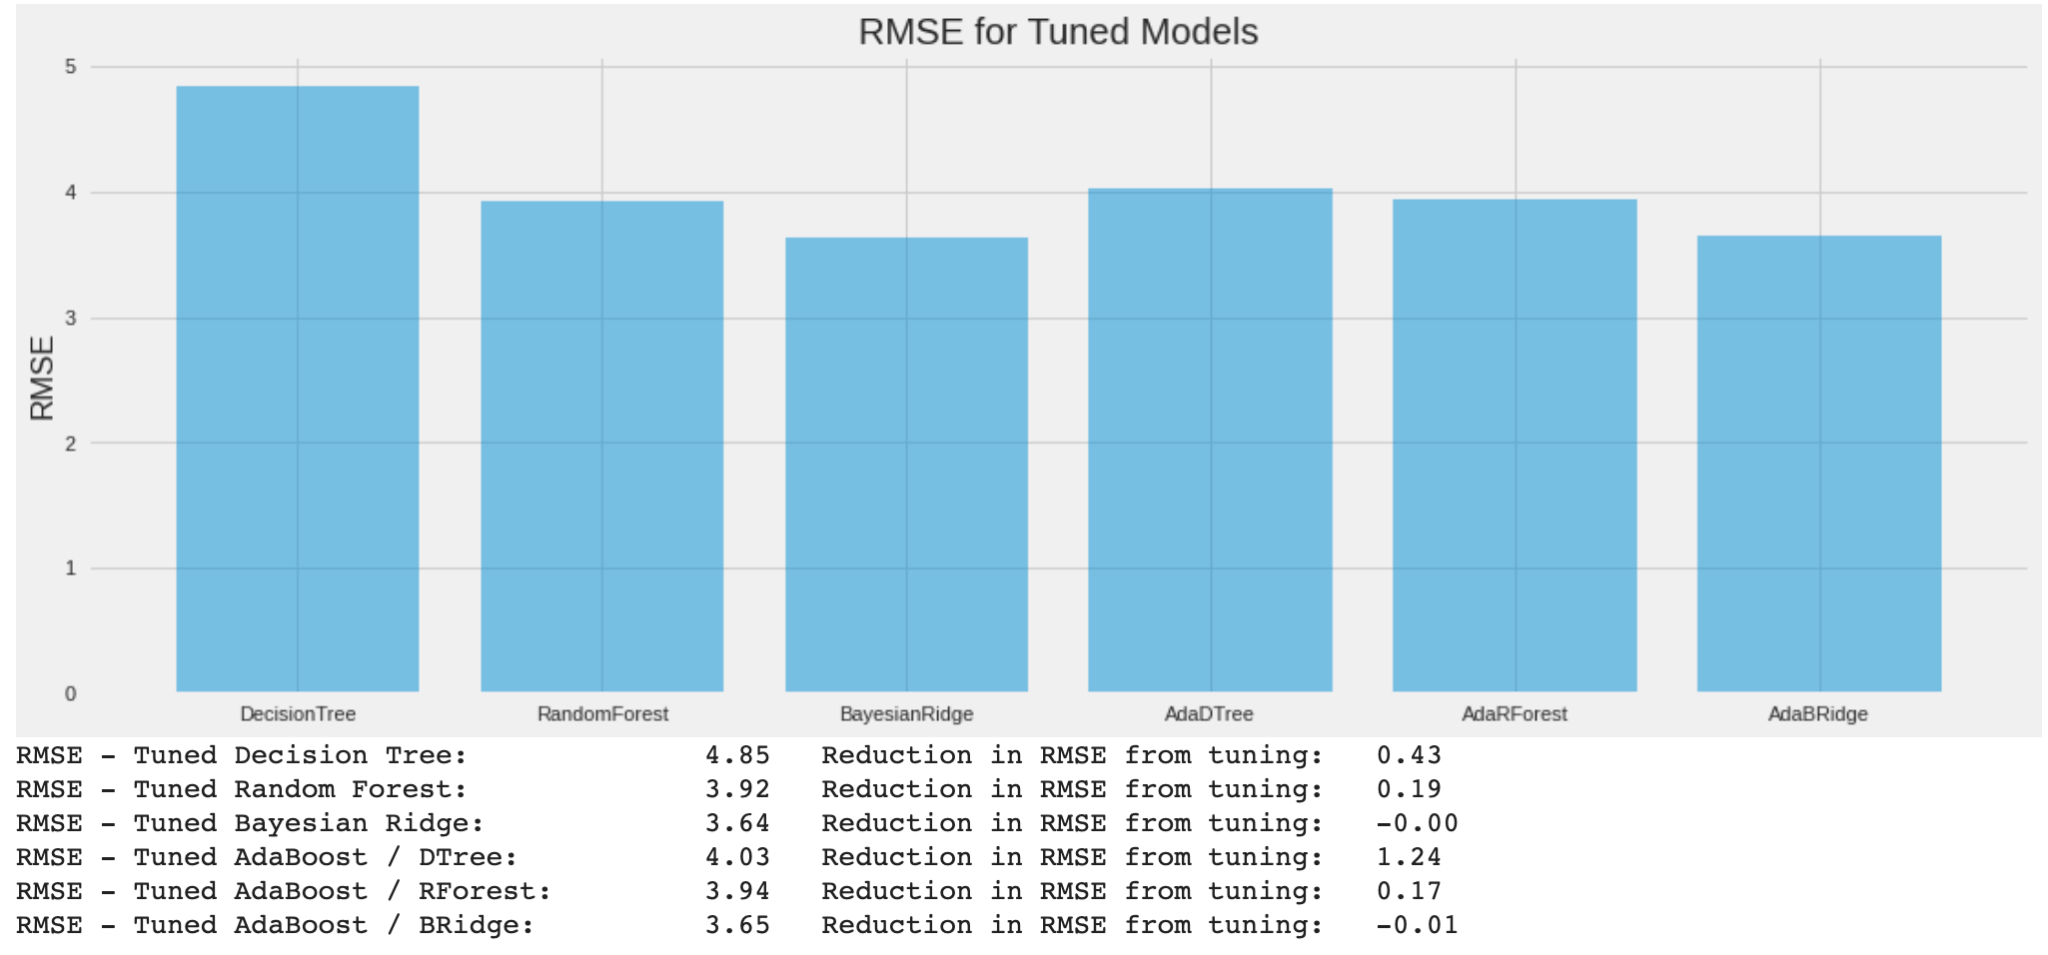 RMSE for Tuned Models
5
4
3
2
1
0
RMSE
DecisionTree RandomForest BayesianRidge AdaDTree AdaRForest AdaBRidge
RMSE - Tuned Decision Tree: 4.85 Reduction in RMSE from tuning: 0.43
RMSE - Tuned Random Forest: 3.92 Reduction in RMSE from tuning: 0.19
RMSE - Tuned Bayesian Ridge: 3.64 Reduction in RMSE from tuning: -0.00
RMSE - Tuned AdaBoost / DTree: 4.03 Reduction in RMSE from tuning: 1.24
RMSE - Tuned AdaBoost / RForest: 3.94 Reduction in RMSE from tuning: 0.17
RMSE - Tuned AdaBoost / BRidge: 3.65 Reduction in RMSE from tuning: -0.01